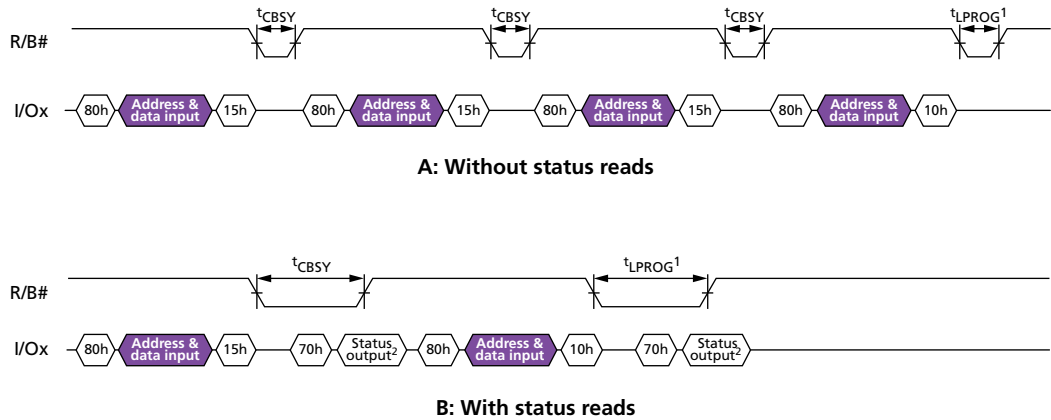 tCBSY tCBSY tCBSY tLPROG1
R/B#
I/Ox 80h Address & data input 15h 80h Address & data input 15h 80h Address & data input 15h 80h Address & data input 10h
A: Without status reads
tCBSY tLPROG1
R/B#
I/Ox 80h Address & data input 15h 70h Status output2 80h Address & data input 10h 70h Status output2
B: With status reads